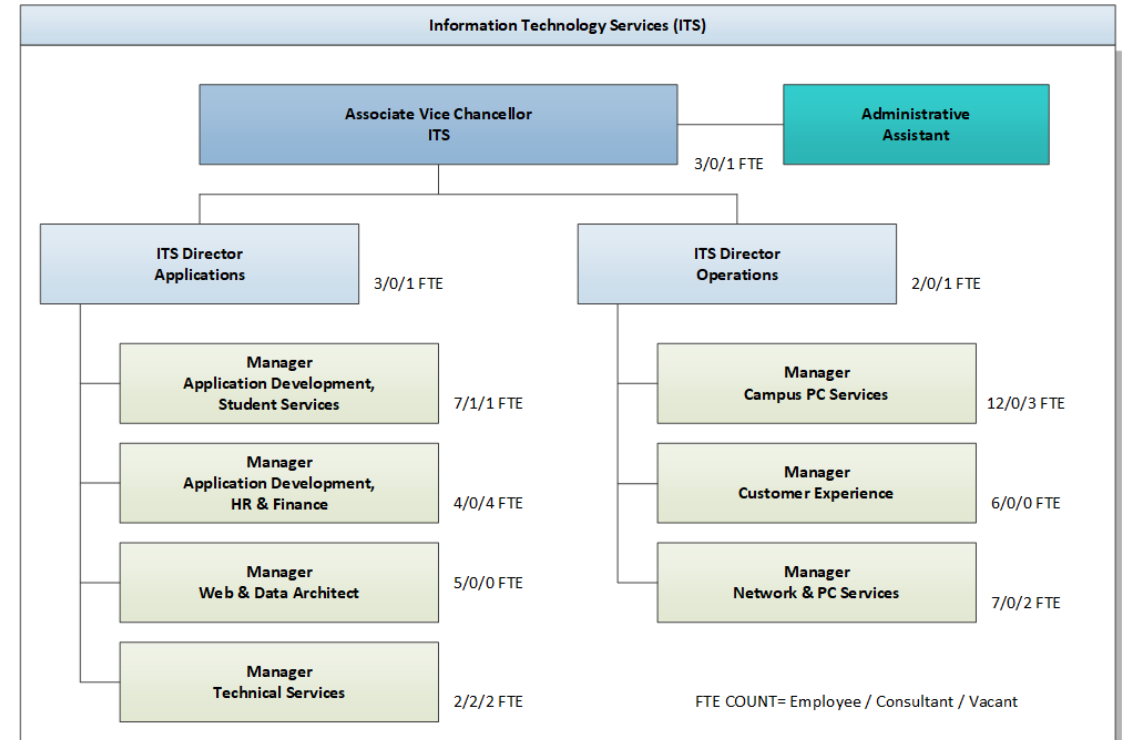 Information Technology Services (ITS)
Associate Vice Chancellor
ITS
Administrative
Assistant
3/0/1 FTE
ITS Director
Applications
3/0/1 FTE
ITS Director
Operations
2/0/1 FTE
Manager
Application Development,
Student Services
7/1/1 FTE
Manager
Campus PC Services
12/0/3 FTE
Manager
Application Development,
HR & Finance
4/0/4 FTE
Manager
Customer Experience
6/0/0 FTE
Manager
Web & Data Architect
5/0/0 FTE
Manager
Network & PC Services
7/0/2 FTE
Manager
Technical Services
2/2/2 FTE
FTE COUNT= Employee / Consultant / Vacant